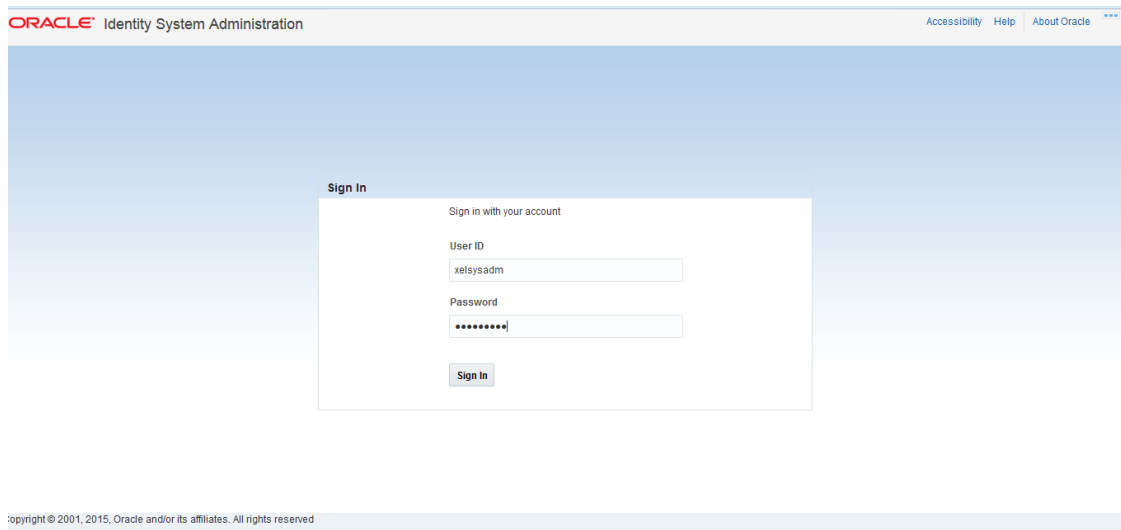 ORACLE® Identity System Administration
Accessibility Help About Oracle
Sign In
Sign in with your account
User ID
xelsysadm
Password
•••••••••
Sign In
opyright © 2001, 2015, Oracle and/or its affiliates. All rights reserved